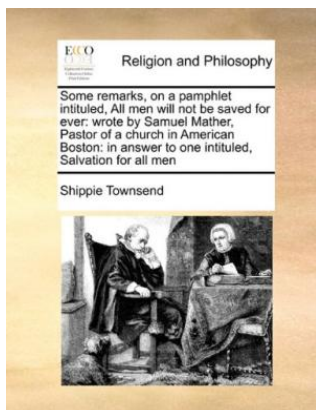 ECCO
Religion and Philosophy
Some remarks, on a pamphlet
intituled, All men will not be saved for
ever: wrote by Samuel Mather,
Pastor of a church in American
Boston: in answer to one intituled,
Salvation for all men
Shippie Townsend